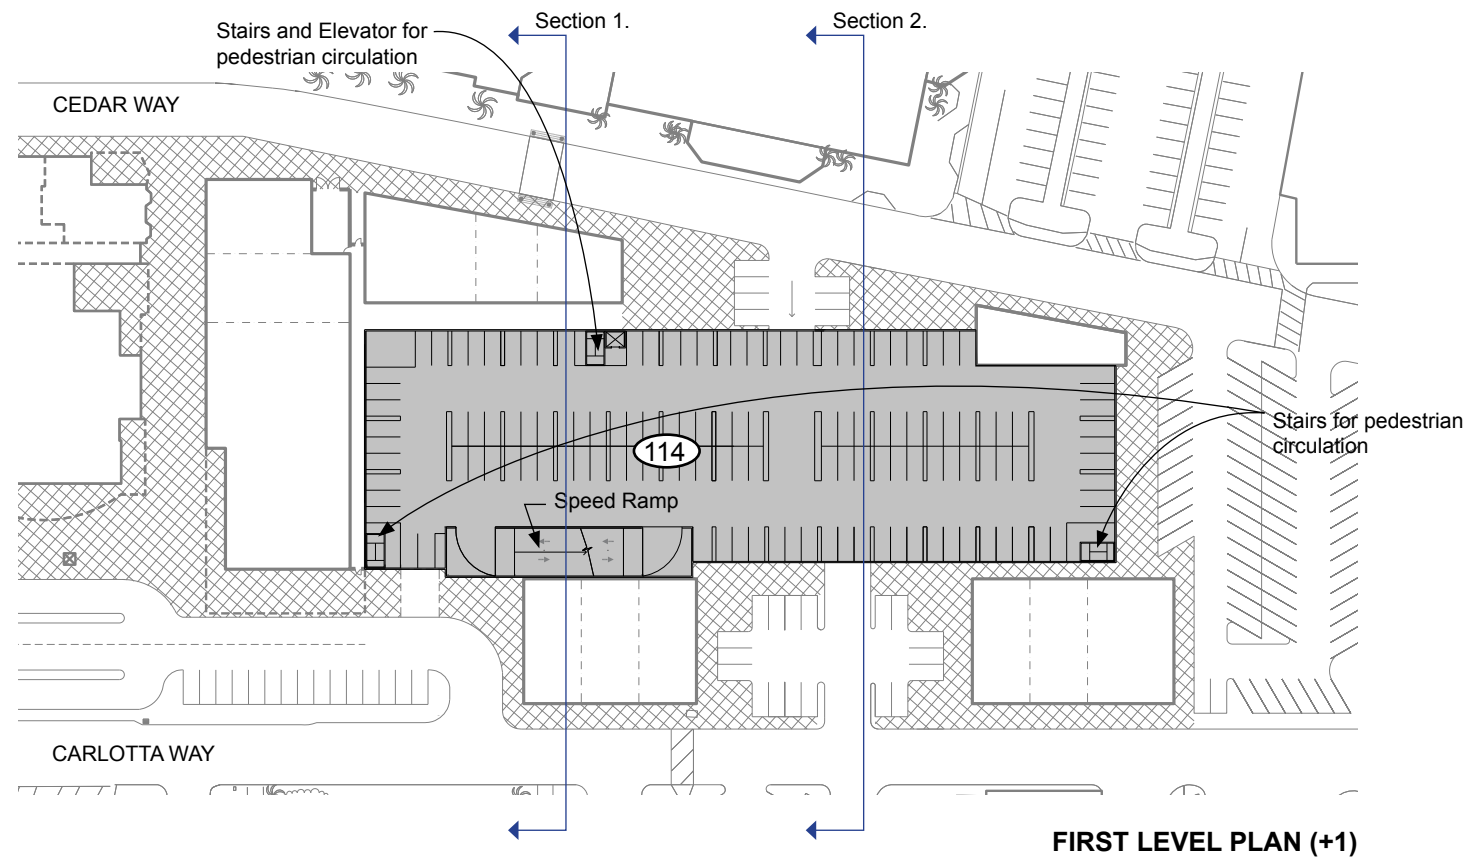 Section 1.
Section 2.
Stairs and Elevator for
pedestrian circulation
CEDAR WAY
Stairs for pedestrian
circulation
114
Speed Ramp
CARLOTTA WAY
FIRST LEVEL PLAN (+1)